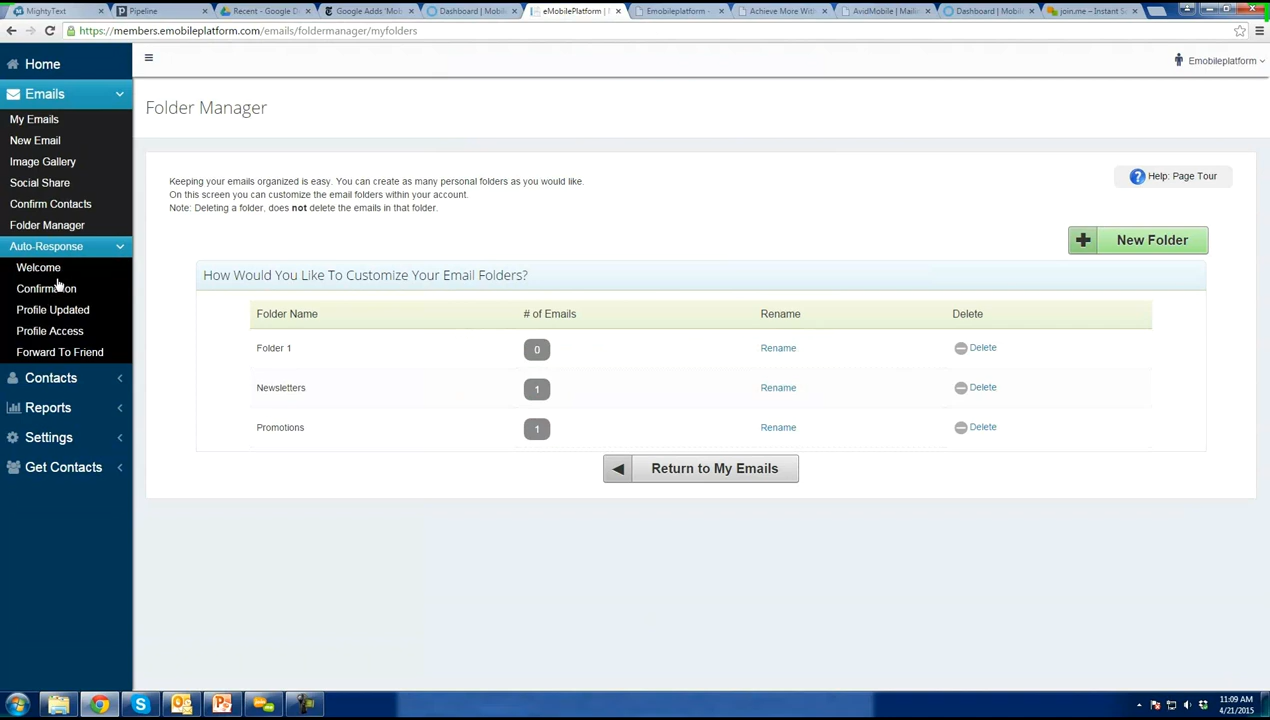 MightyText
Pipeline
Recent - Google D
Google Adds 'Mob
Dashboard | Mobile
eMobilePlatform |
Emobileplatform -
Achieve More With
AvidMobile | Maile
Dashboard | Mobile
join.me – Instant S
https://members.emobileplatform.com/emails/foldermanager/myfolders
Home
Emails
My Emails
New Email
Image Gallery
Social Share
Confirm Contacts
Folder Manager
Auto-Response
Welcome
Confirmation
Profile Updated
Profile Access
Forward To Friend
Contacts
Reports
Settings
Get Contacts
Emobileplatform
Folder Manager
Keeping your emails organized is easy. You can create as many personal folders as you would like.
On this screen you can customize the email folders within your account.
Note: Deleting a folder, does not delete the emails in that folder.
? Help: Page Tour
New Folder
How Would You Like To Customize Your Email Folders?
Folder Name # of Emails Rename Delete
Folder 1 0 Rename Delete
Newsletters 1 Rename Delete
Promotions 1 Rename Delete
Return to My Emails
11:09 AM
4/21/2015